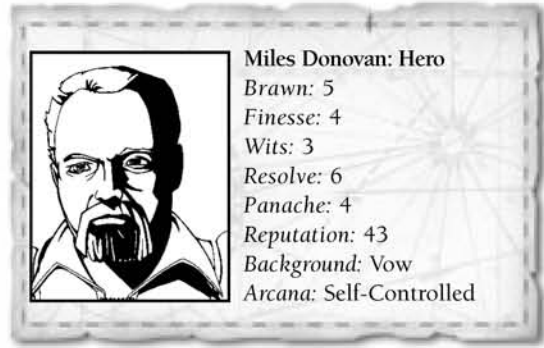 Miles Donovan: Hero
Brawn: 5
Finesse: 4
Wits: 3
Resolve: 6
Panache: 4
Reputation: 43
Background: Vow
Arcana: Self-Controlled